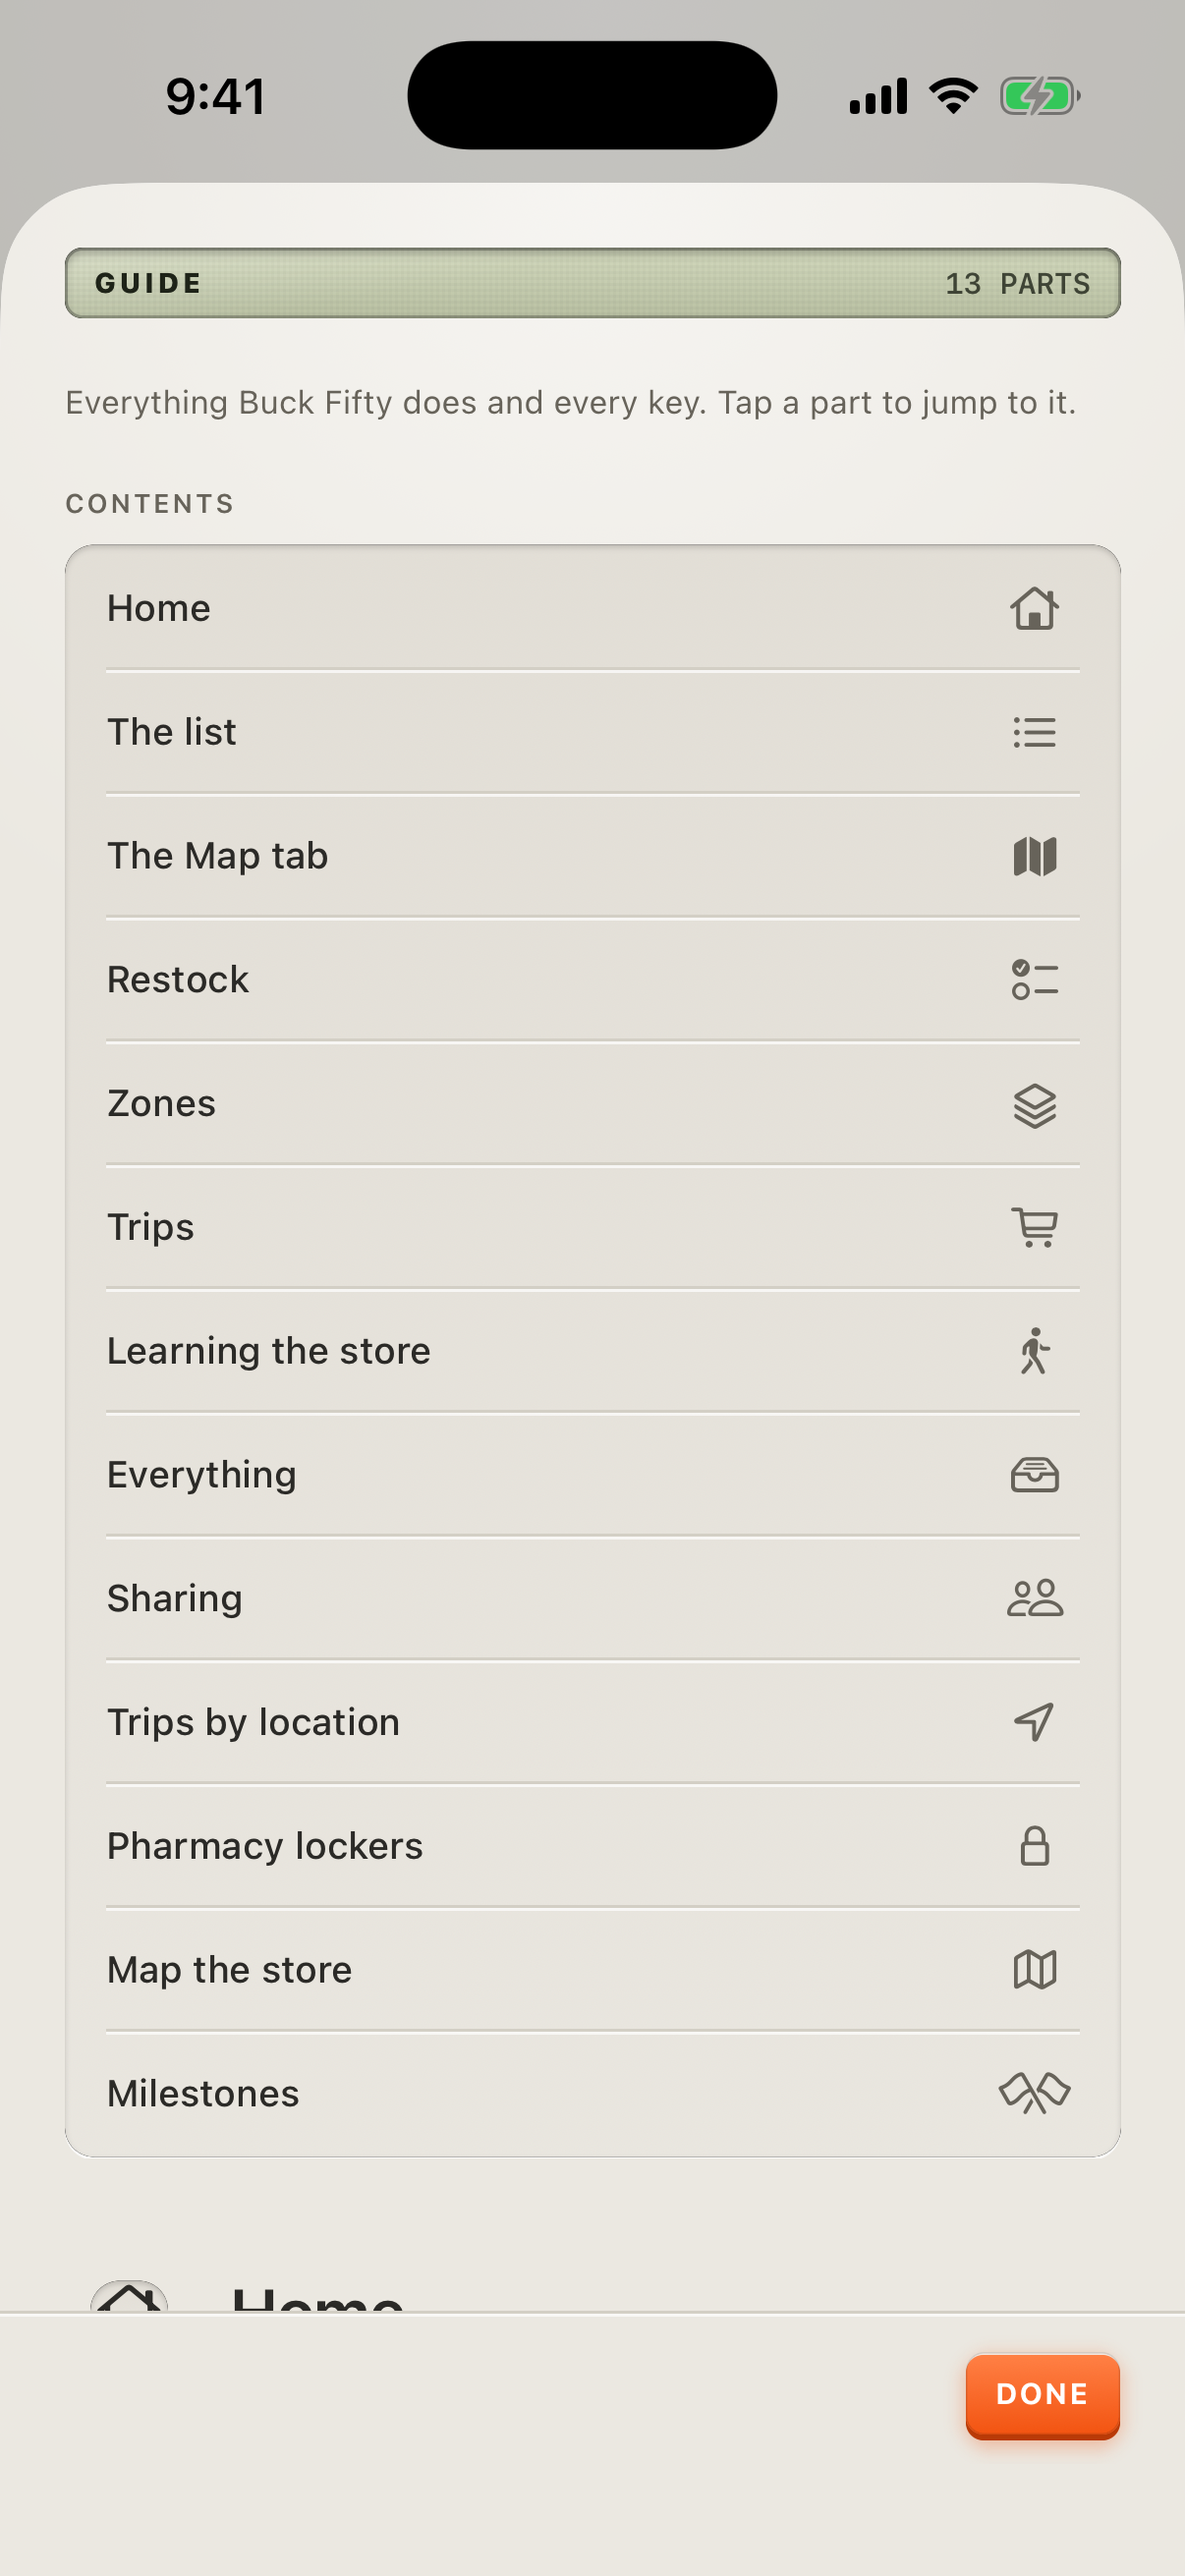 9:41
GUIDE 13 PARTS
Everything Buck Fifty does and every key. Tap a part to jump to it.
CONTENTS
Home
The list
The Map tab
Restock
Zones
Trips
Learning the store
Everything
Sharing
Trips by location
Pharmacy lockers
Map the store
Milestones
Home
DONE